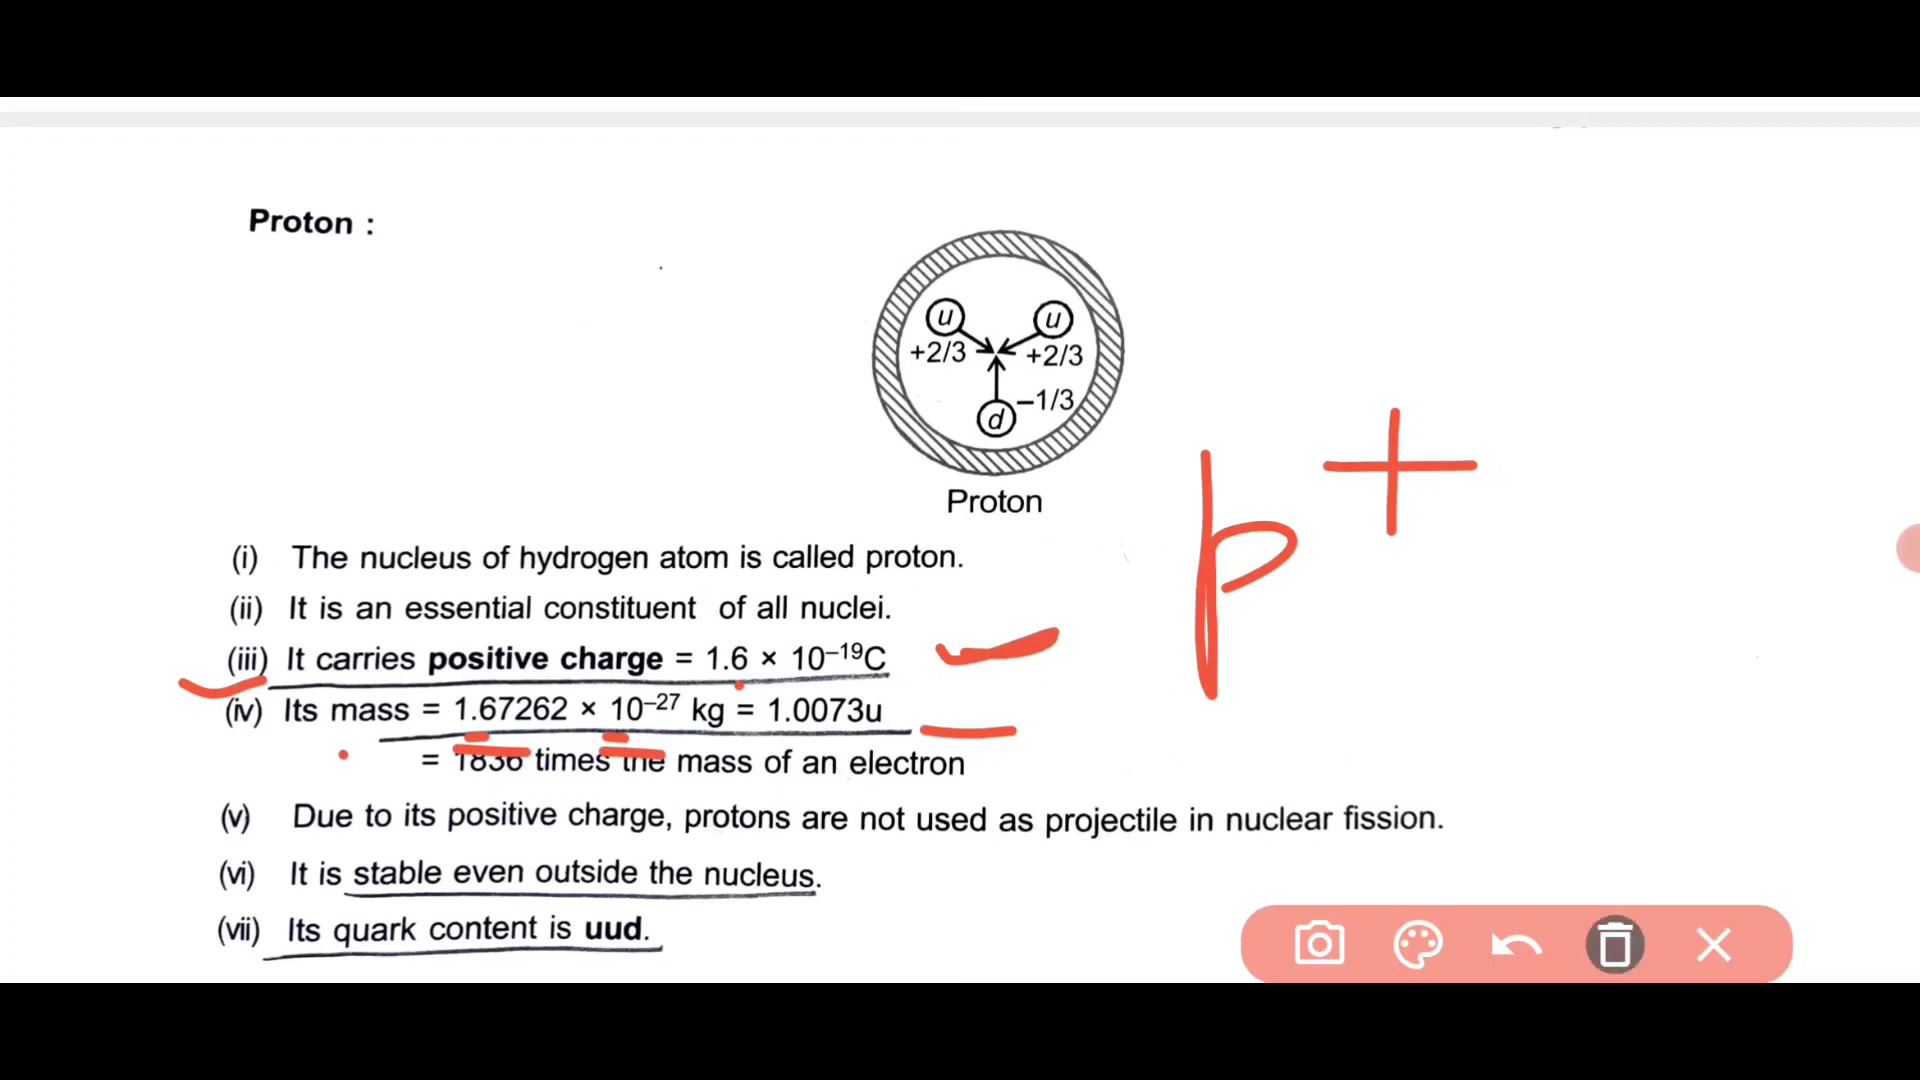 Proton :
u u
+2/3 +2/3
d –1/3
Proton
p +
(i) The nucleus of hydrogen atom is called proton.
(ii) It is an essential constituent of all nuclei.
(iii) It carries positive charge = 1.6 × 10⁻¹⁹C
(iv) Its mass = 1.67262 × 10⁻²⁷ kg = 1.0073u
= 1836 times the mass of an electron
(v) Due to its positive charge, protons are not used as projectile in nuclear fission.
(vi) It is stable even outside the nucleus.
(vii) Its quark content is uud.